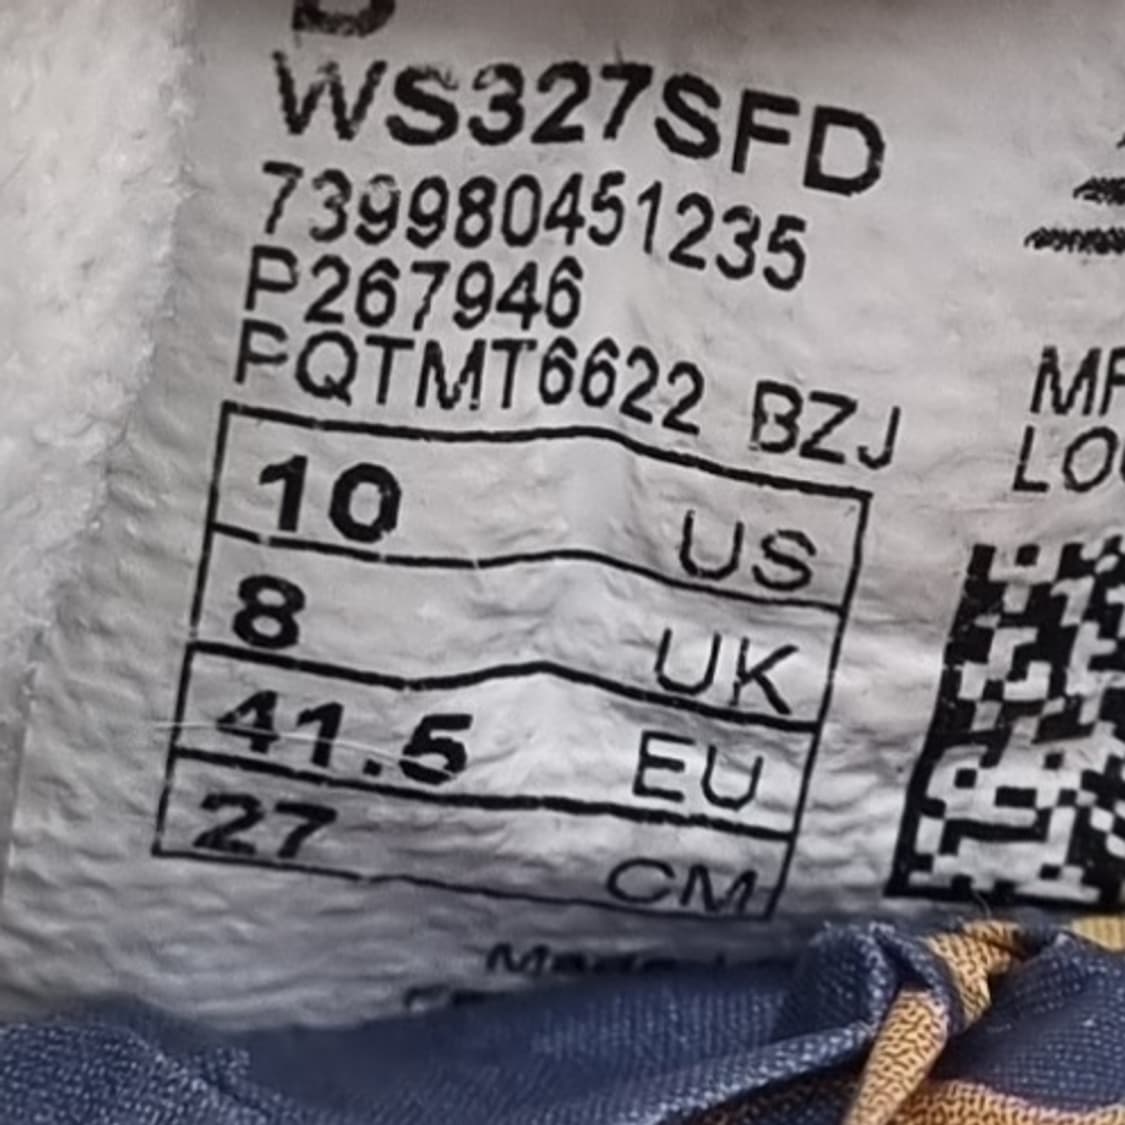 D
WS327SFD
739980451235
P267946
PQTMT6622 BZJ
10 US
8 UK
41.5 EU
27 CM